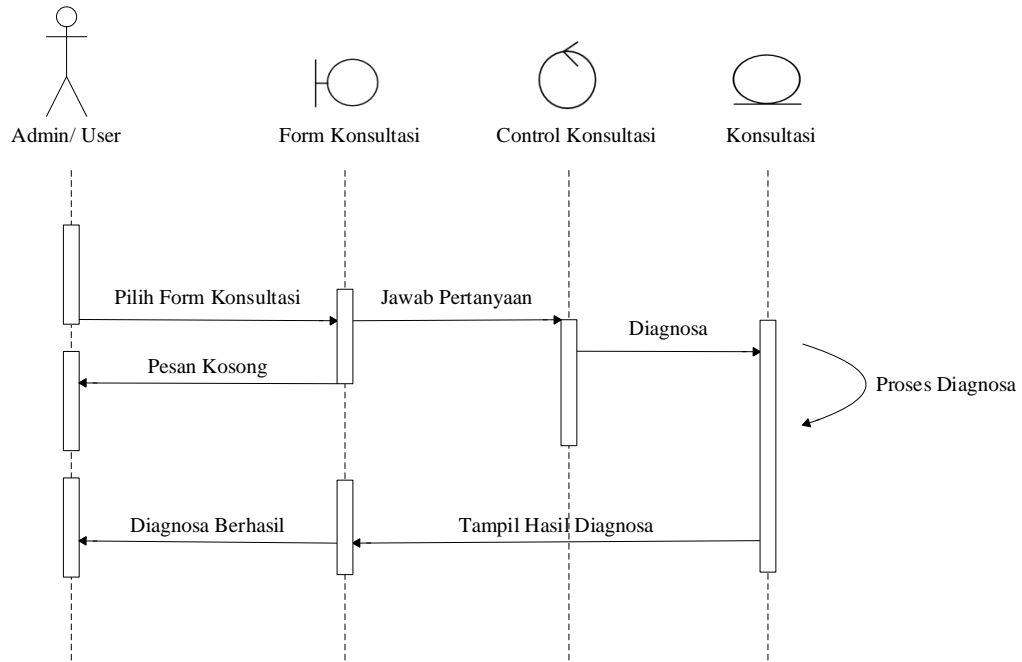 Admin/ User
Form Konsultasi
Control Konsultasi
Konsultasi
Pilih Form Konsultasi
Jawab Pertanyaan
Diagnosa
Pesan Kosong
Proses Diagnosa
Diagnosa Berhasil
Tampil Hasil Diagnosa